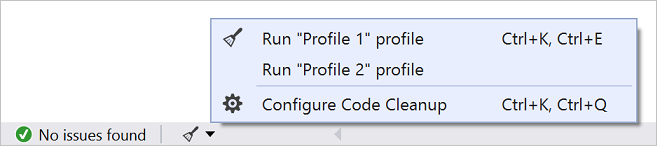 Run "Profile 1" profile Ctrl+K, Ctrl+E
Run "Profile 2" profile
Configure Code Cleanup Ctrl+K, Ctrl+Q
No issues found